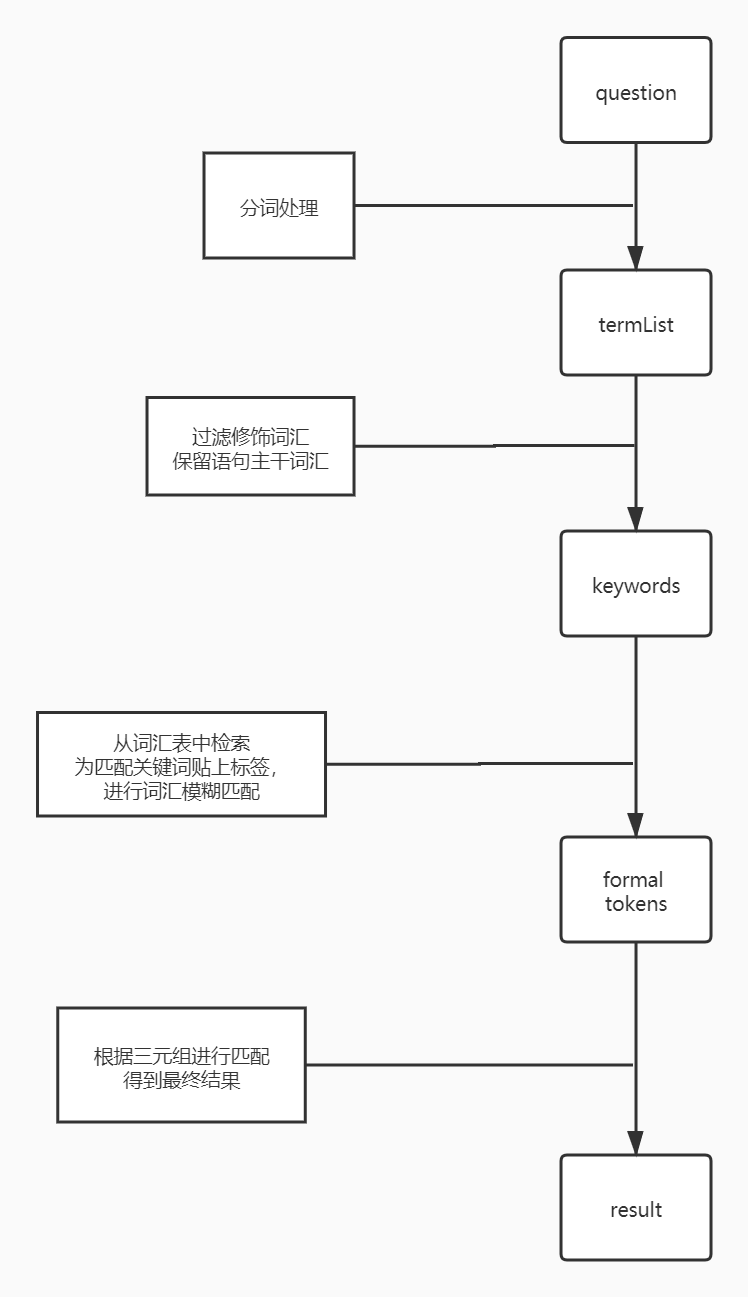 question
分词处理
termList
过滤修饰词汇
保留语句主干词汇
keywords
从词汇表中检索
为匹配关键词贴上标签，
进行词汇模糊匹配
formal
tokens
根据三元组进行匹配
得到最终结果
result